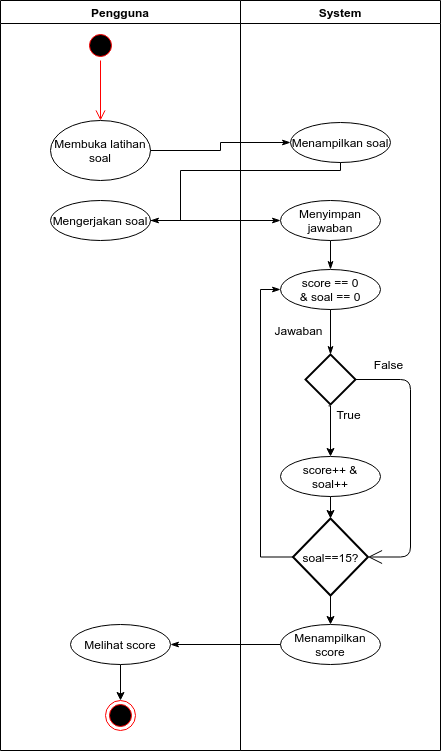 Pengguna
System
Membuka latihan
soal
Menampilkan soal
Mengerjakan soal
Menyimpan
jawaban
score == 0
& soal == 0
Jawaban
False
True
score++ &
soal++
soal==15?
Menampilkan
score
Melihat score